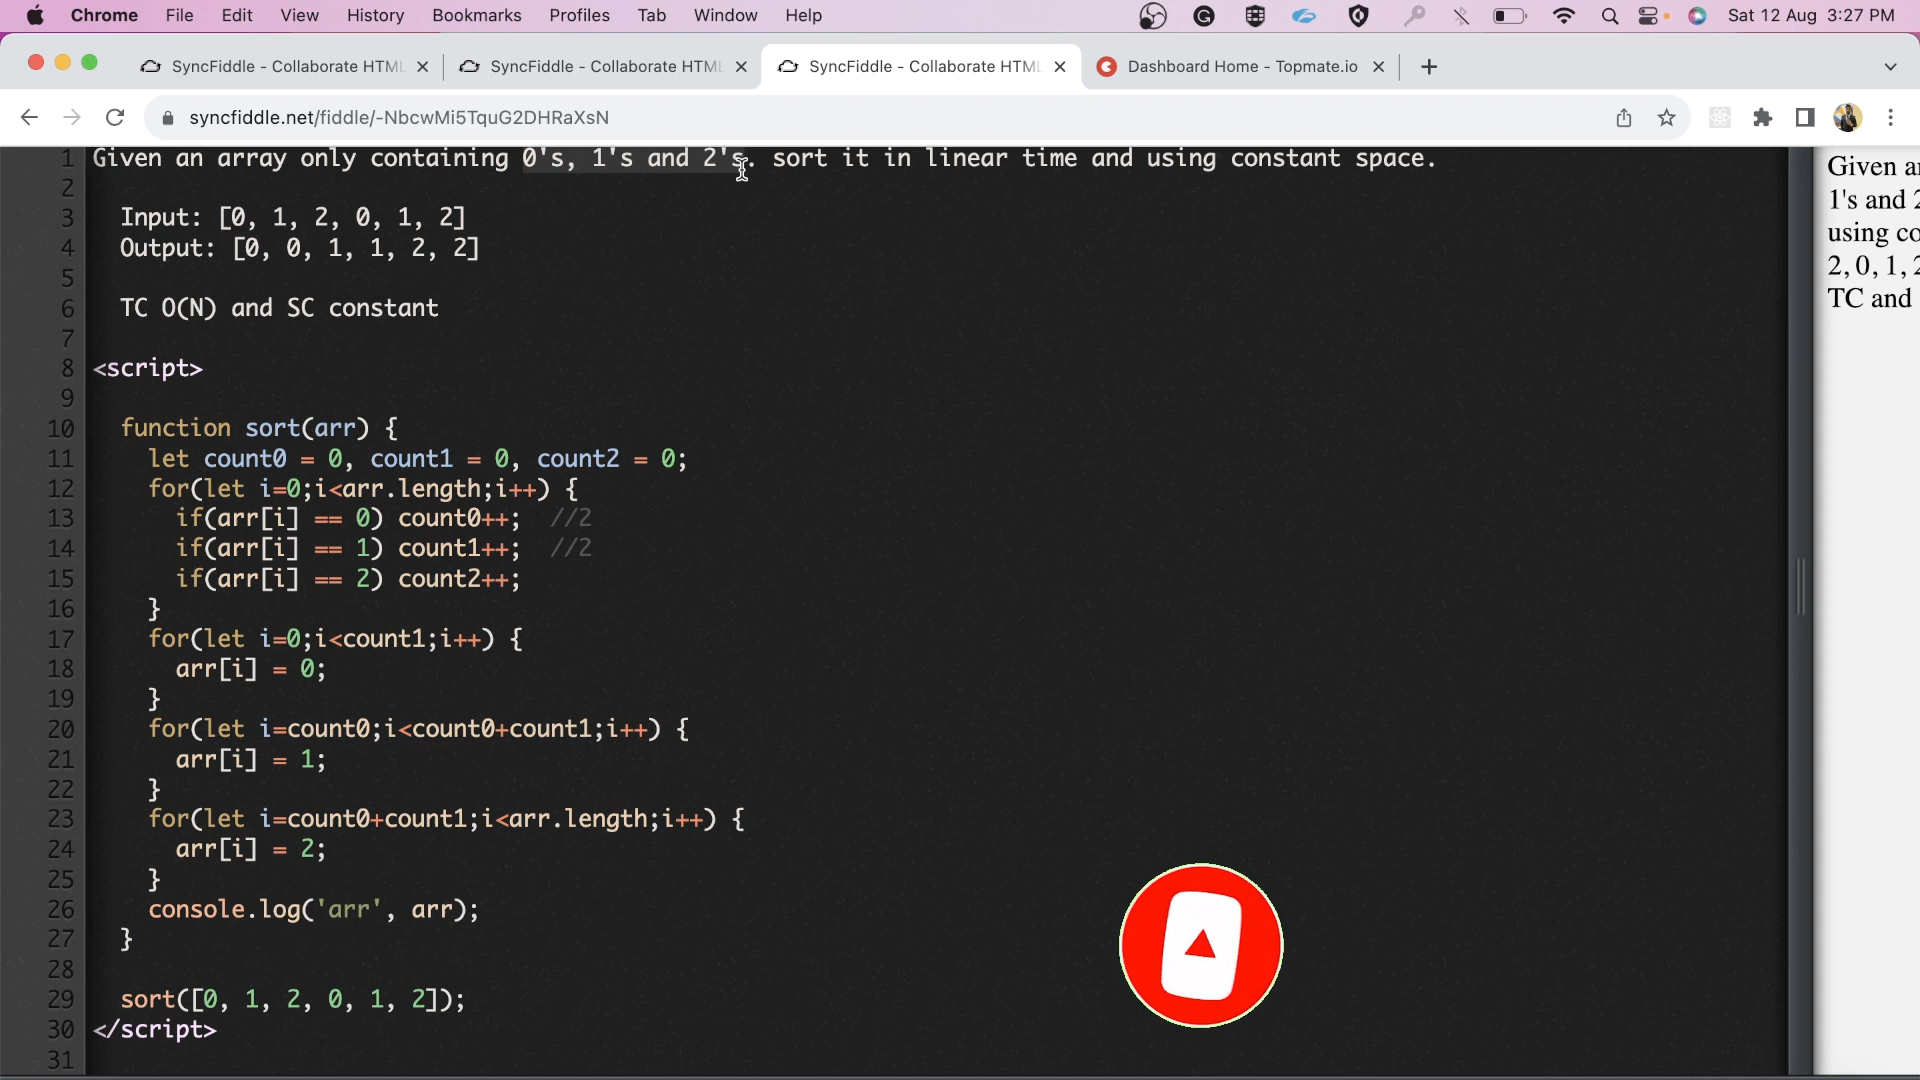 Chrome File Edit View History Bookmarks Profiles Tab Window Help Sat 12 Aug 3:27 PM
SyncFiddle - Collaborate HTML SyncFiddle - Collaborate HTML SyncFiddle - Collaborate HTML Dashboard Home - Topmate.io
syncfiddle.net/fiddle/-NbcwMi5TquG2DHRaXsN
1 Given an array only containing 0's, 1's and 2's. sort it in linear time and using constant space.
2
3 Input: [0, 1, 2, 0, 1, 2]
4 Output: [0, 0, 1, 1, 2, 2]
5
6 TC O(N) and SC constant
7
8 <script>
9
10 function sort(arr) {
11 let count0 = 0, count1 = 0, count2 = 0;
12 for(let i=0;i<arr.length;i++) {
13 if(arr[i] == 0) count0++; //2
14 if(arr[i] == 1) count1++; //2
15 if(arr[i] == 2) count2++;
16 }
17 for(let i=0;i<count1;i++) {
18 arr[i] = 0;
19 }
20 for(let i=count0;i<count0+count1;i++) {
21 arr[i] = 1;
22 }
23 for(let i=count0+count1;i<arr.length;i++) {
24 arr[i] = 2;
25 }
26 console.log('arr', arr);
27 }
28
29 sort([0, 1, 2, 0, 1, 2]);
30 </script>
31
Given a
1's and 2
using co
2, 0, 1, 2
TC and